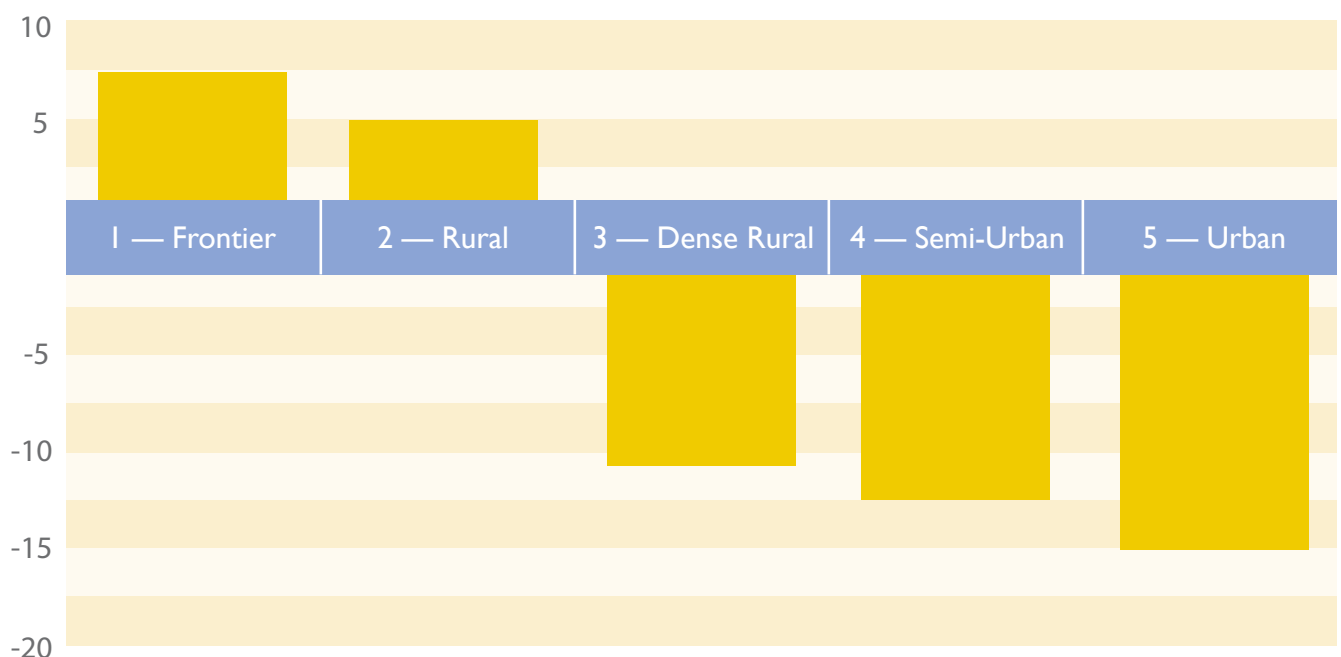 10
5
1 — Frontier
2 — Rural
3 — Dense Rural
4 — Semi-Urban
5 — Urban
-5
-10
-15
-20